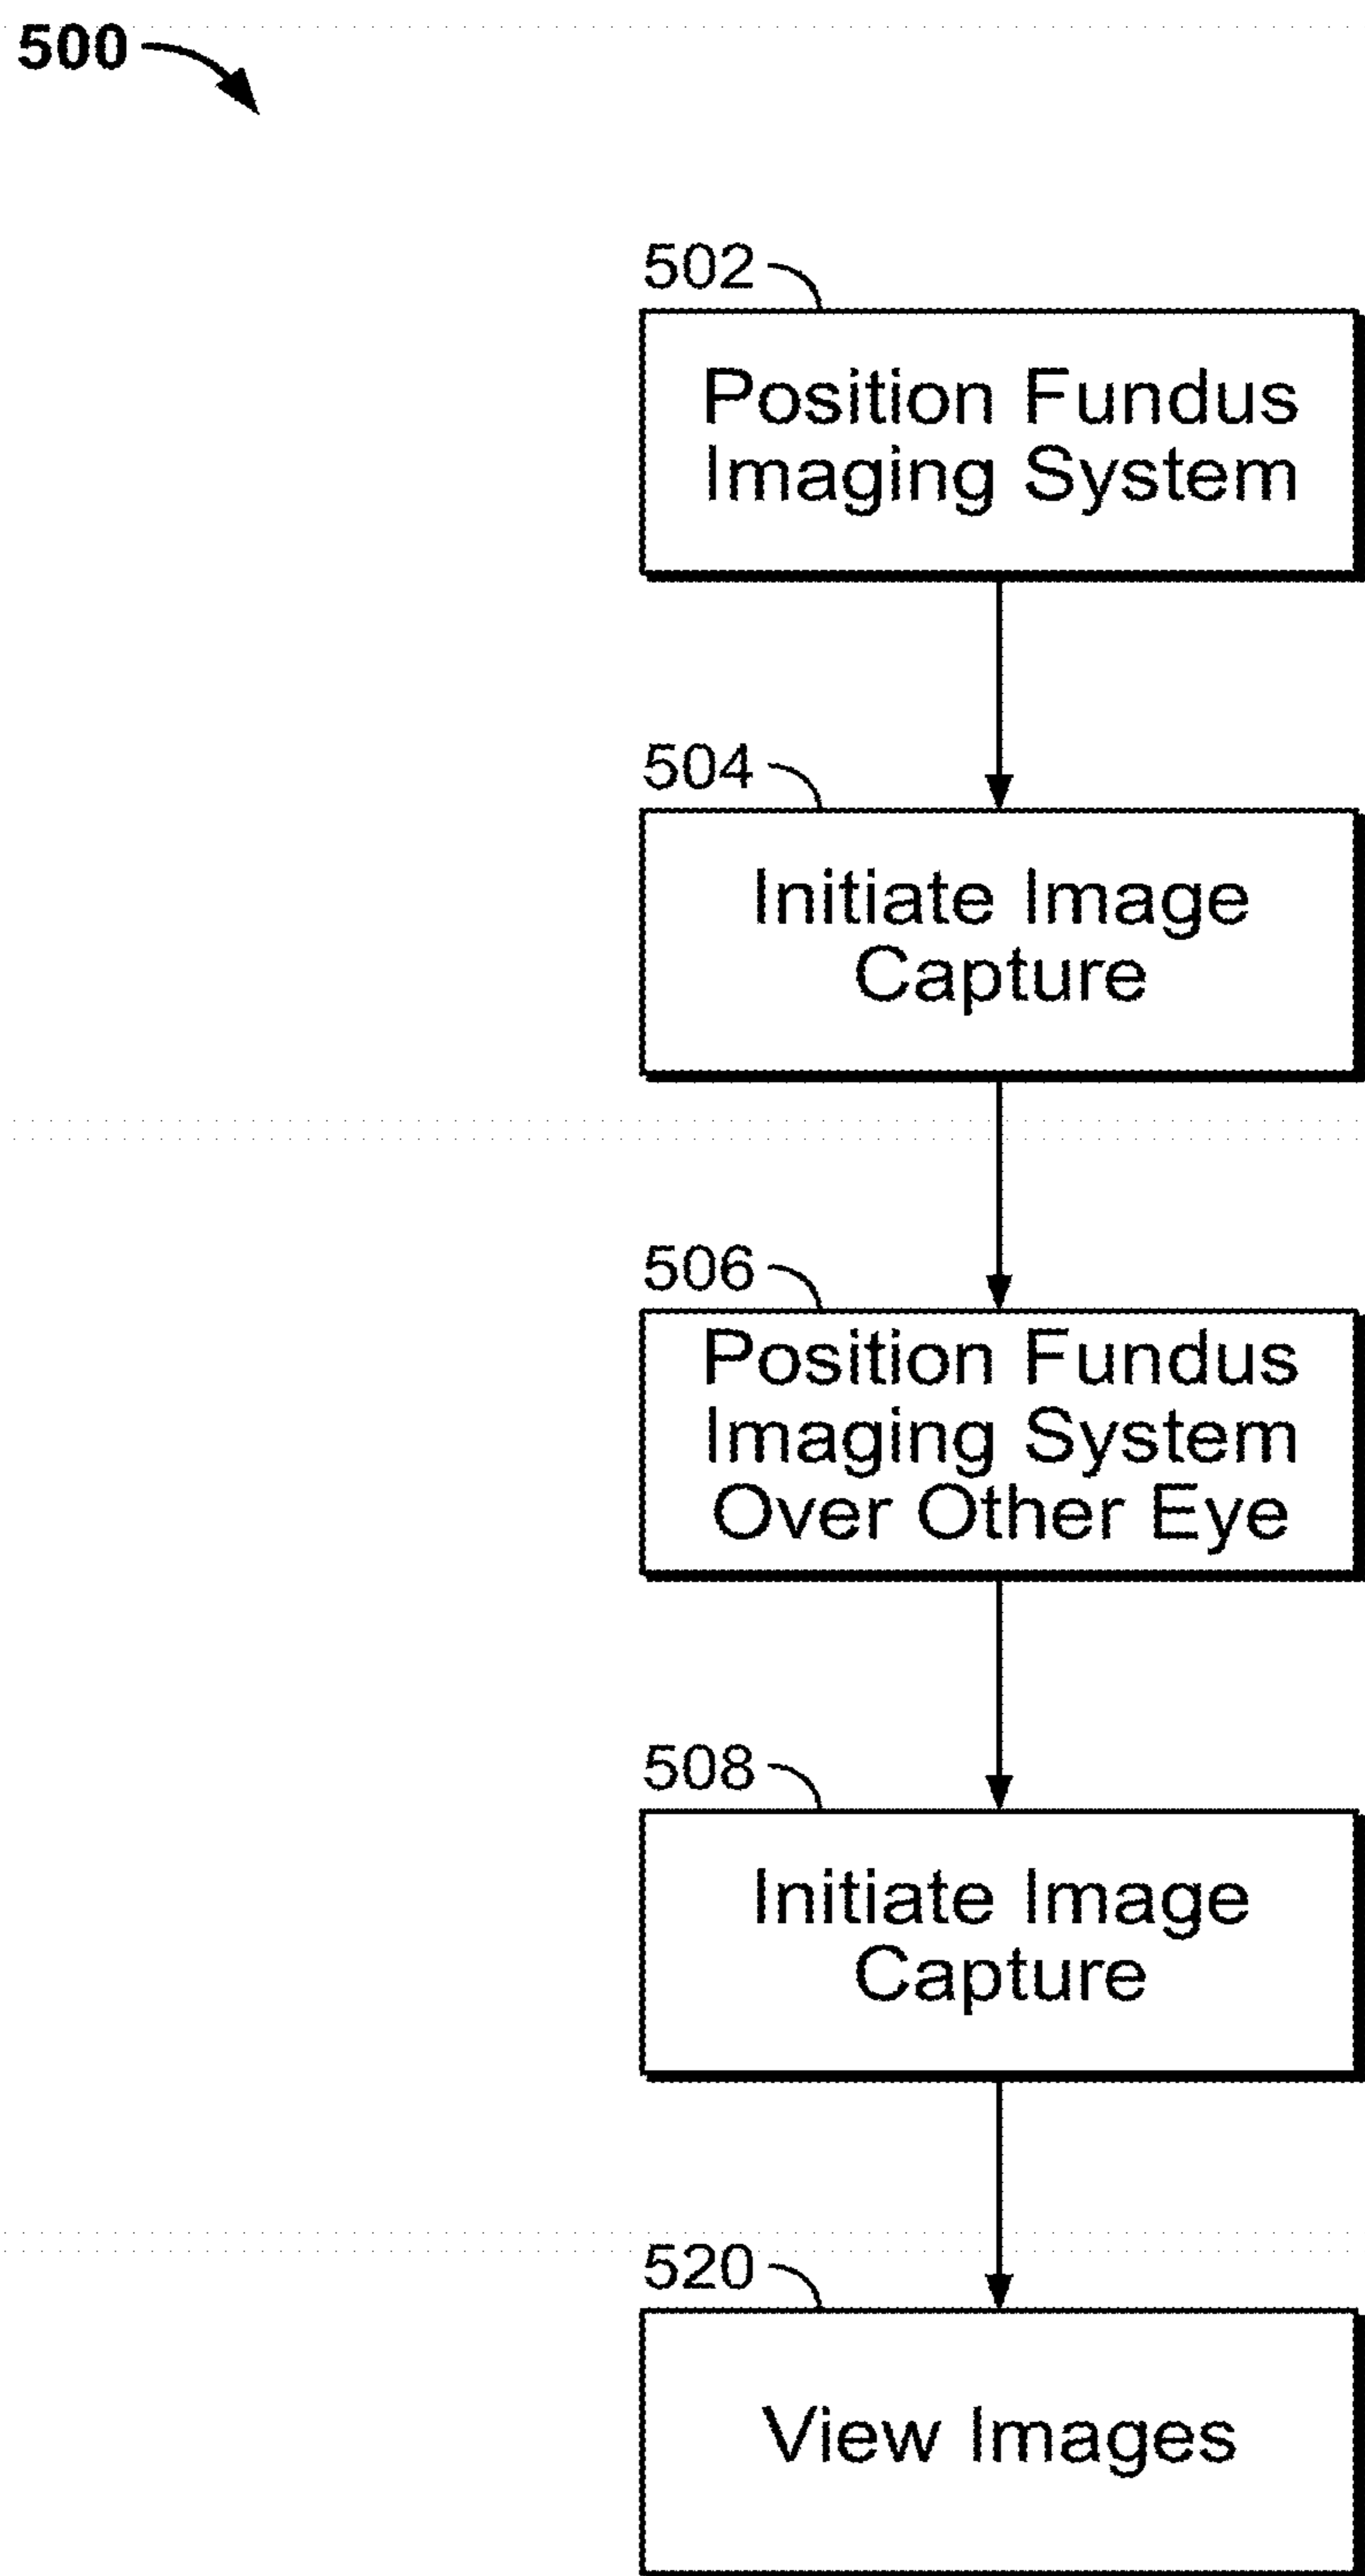 500
502
Position Fundus
Imaging System
504
Initiate Image
Capture
506
Position Fundus
Imaging System
Over Other Eye
508
Initiate Image
Capture
520
View Images